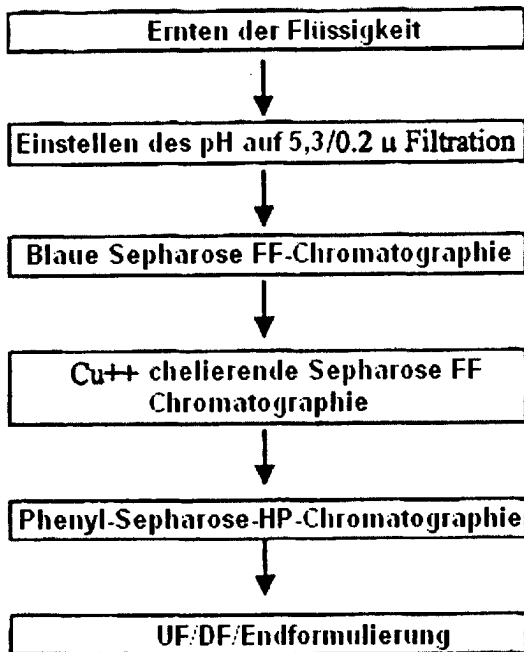 Ernten der Flüssigkeit
Einstellen des pH auf 5,3/0.2 u Filtration
Blaue Sepharose FF-Chromatographie
Cu++ chelierende Sepharose FF
Chromatographie
Phenyl-Sepharose-HP-Chromatographie
UF/DF/Endformulierung